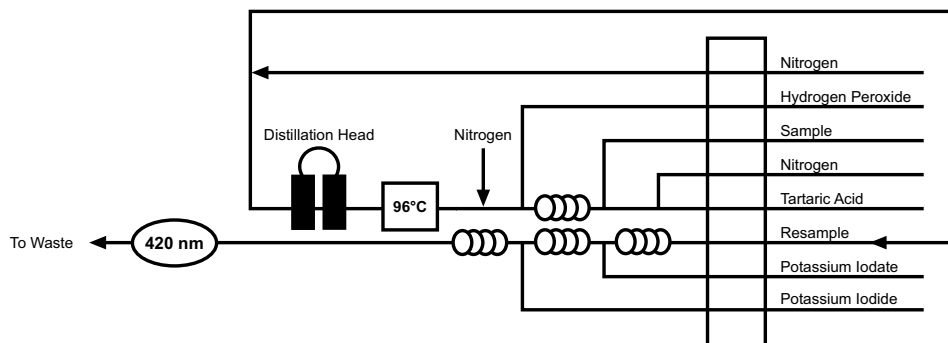 Nitrogen
Hydrogen Peroxide
Distillation Head
Nitrogen
Sample
Nitrogen
96°C
Tartaric Acid
To Waste
420 nm
Resample
Potassium Iodate
Potassium Iodide